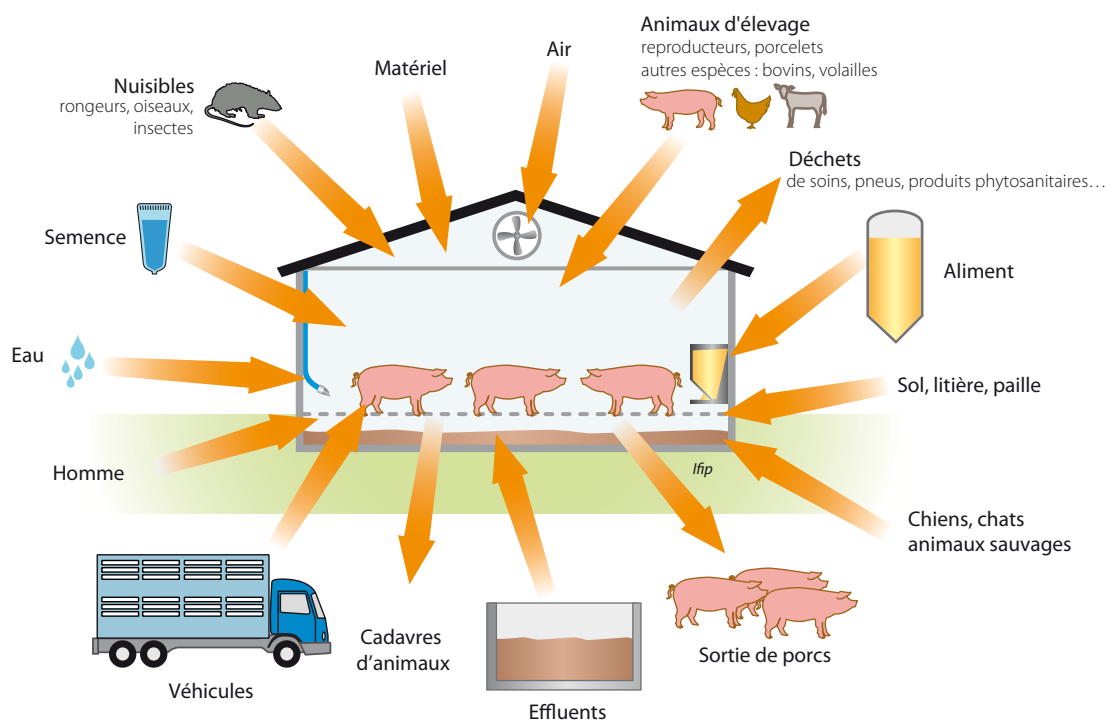 Animaux d'élevage
reproducteurs, porcelets
autres espèces : bovins, volailles
Air
Matériel
Nuisibles
rongeurs, oiseaux,
insectes
Déchets
de soins, pneus, produits phytosanitaires…
Semence
Aliment
Eau
Sol, litière, paille
Homme
Ifip
Chiens, chats
animaux sauvages
Cadavres
d’animaux
Sortie de porcs
Véhicules
Effluents